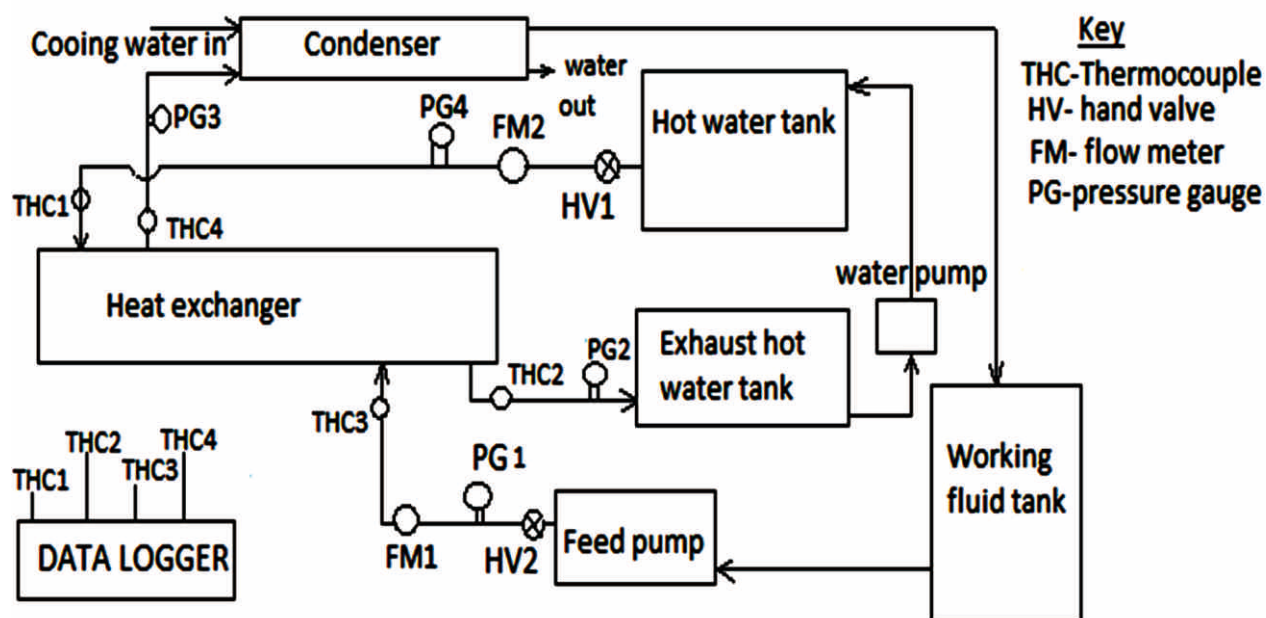 Cooing water in
Condenser
water
out
Key
THC-Thermocouple
HV- hand valve
FM- flow meter
PG-pressure gauge
PG3
PG4
FM2
HV1
Hot water tank
THC1
THC4
water pump
Heat exchanger
THC2
PG2
Exhaust hot
water tank
THC3
PG 1
FM1
HV2
Feed pump
Working
fluid tank
THC1
THC2
THC3
THC4
DATA LOGGER